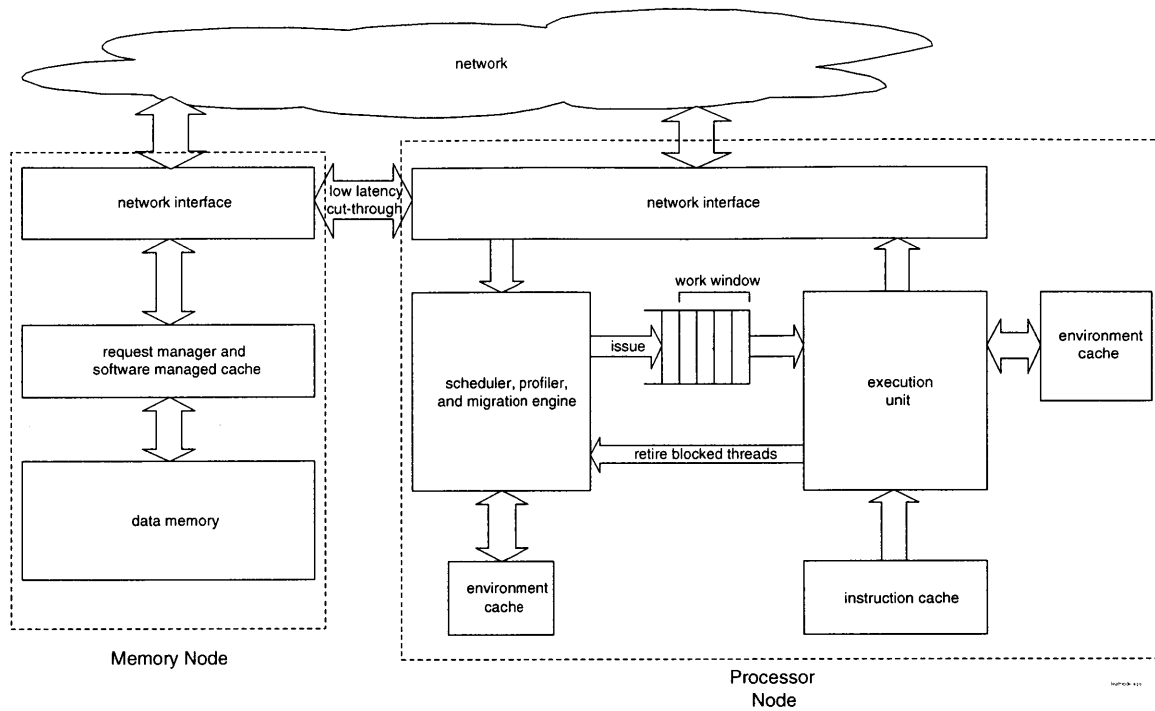 network
network interface
low latency
cut-through
network interface
work window
request manager and
software managed cache
issue
scheduler, profiler,
and migration engine
execution
unit
environment
cache
retire blocked threads
data memory
environment
cache
instruction cache
Memory Node
Processor
Node